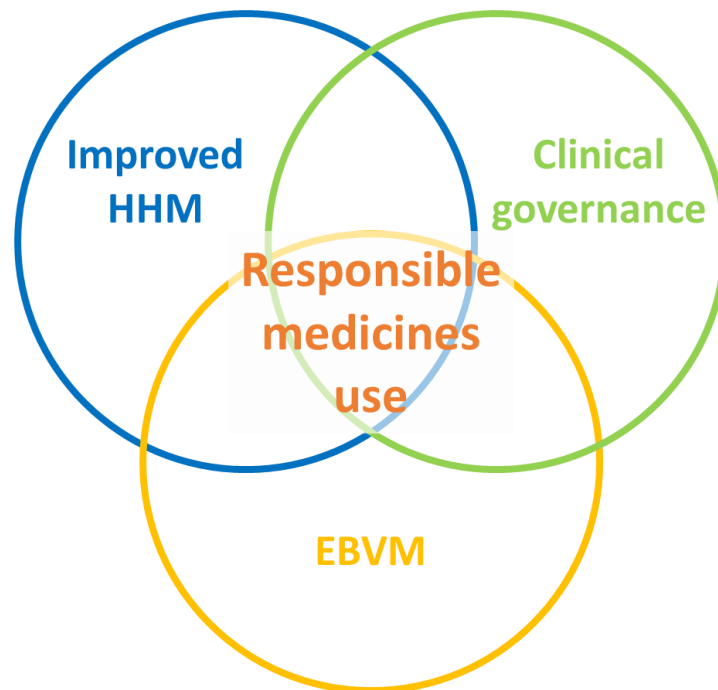 Improved
HHM
Clinical
governance
Responsible
medicines
use
EBVM